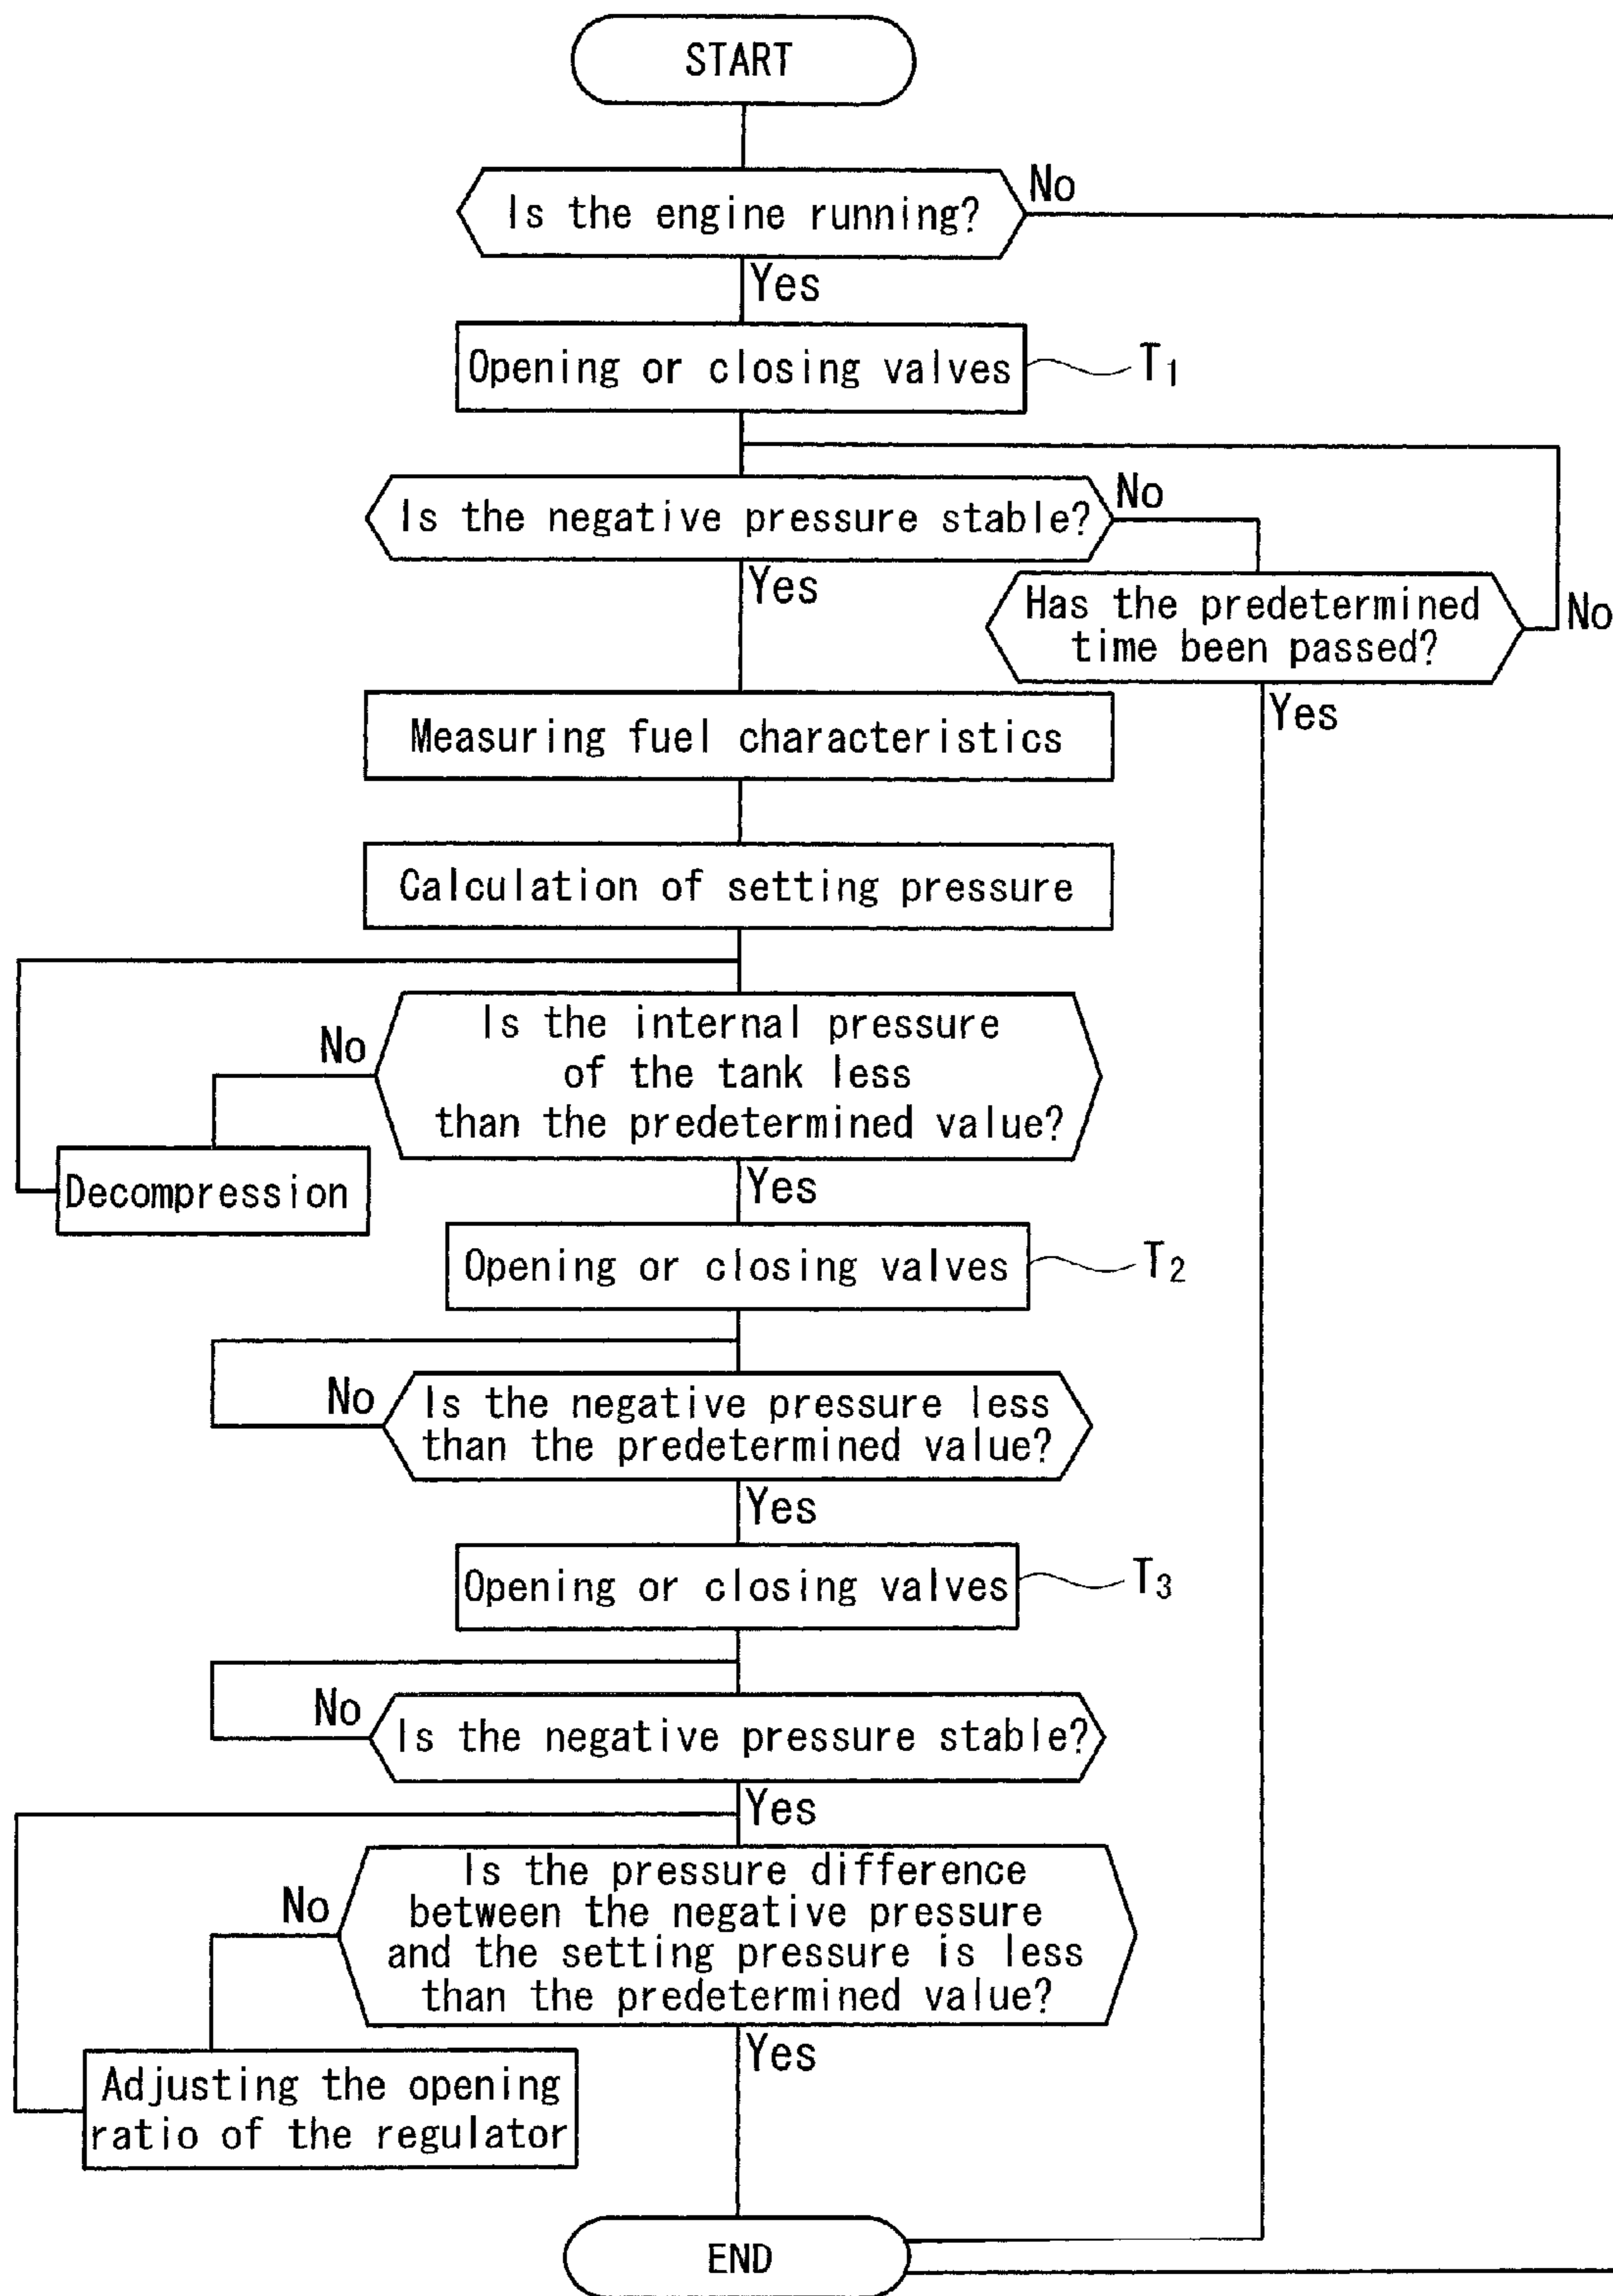 START
Is the engine running?
No
Yes
Opening or closing valves
T1
Is the negative pressure stable?
No
Yes
Has the predetermined
time been passed?
No
Yes
Measuring fuel characteristics
Calculation of setting pressure
Is the internal pressure
of the tank less
than the predetermined value?
No
Decompression
Yes
Opening or closing valves
T2
Is the negative pressure less
than the predetermined value?
No
Yes
Opening or closing valves
T3
Is the negative pressure stable?
No
Yes
Is the pressure difference
between the negative pressure
and the setting pressure is less
than the predetermined value?
No
Yes
Adjusting the opening
ratio of the regulator
END